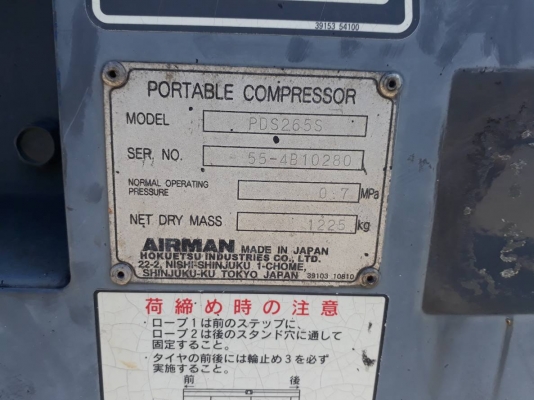 39153 54100
PORTABLE COMPRESSOR
MODEL PDS265S
SER. NO. 55-4B10280
NORMAL OPERATING PRESSURE 0.7 MPa
NET DRY MASS 1225 kg
AIRMAN MADE IN JAPAN
HOKUETSU INDUSTRIES CO., LTD.
22-2, NISHI-SHINJUKU 1-CHOME,
SHINJUKU-KU TOKYO JAPAN 39103 10810
荷締め時の注意
・ロープ1は前のステップに、
ロープ2は後のスタンド穴に通して
固定すること。
・タイヤの前後には輪止め3を必ず
実施すること。
前 後